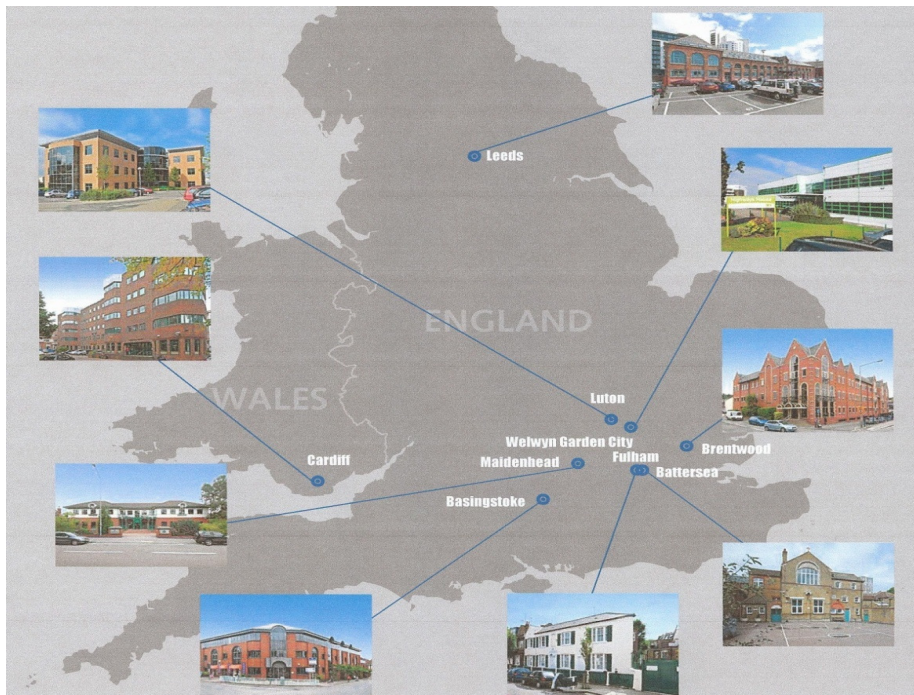 Leeds
ENGLAND
WALES
Luton
Welwyn Garden City
Brentwood
Fulham
Maidenhead
Battersea
Cardiff
Basingstoke